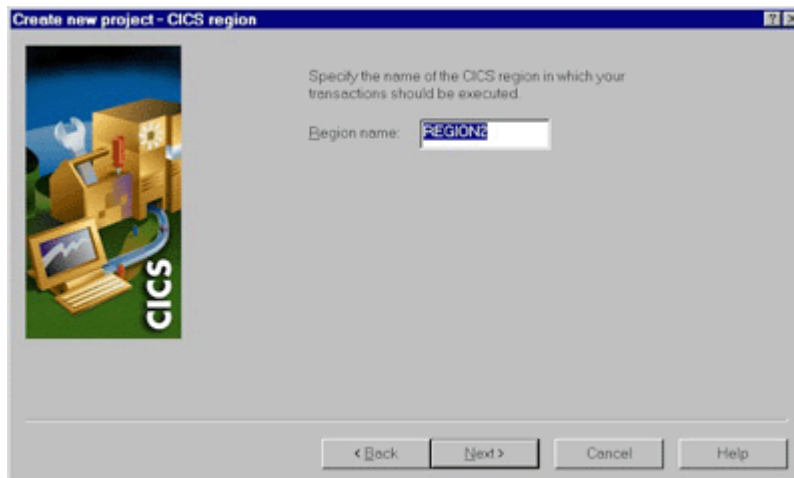 Create new project - CICS region
Specify the name of the CICS region in which your
transactions should be executed.
Region name: REGION2
CICS
< Back Next > Cancel Help